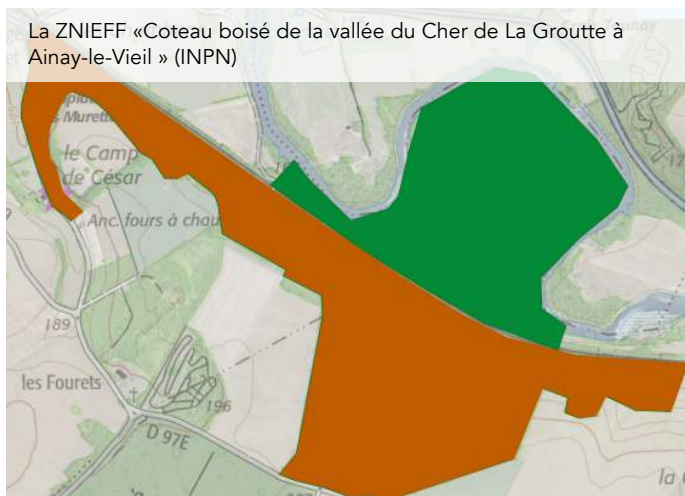 La ZNIEFF «Coteau boisé de la vallée du Cher de La Groutte à
Ainay-le-Vieil » (INPN)
le Camp
de César
Anc. fours à chau
189
les Fourets
196
D 97E